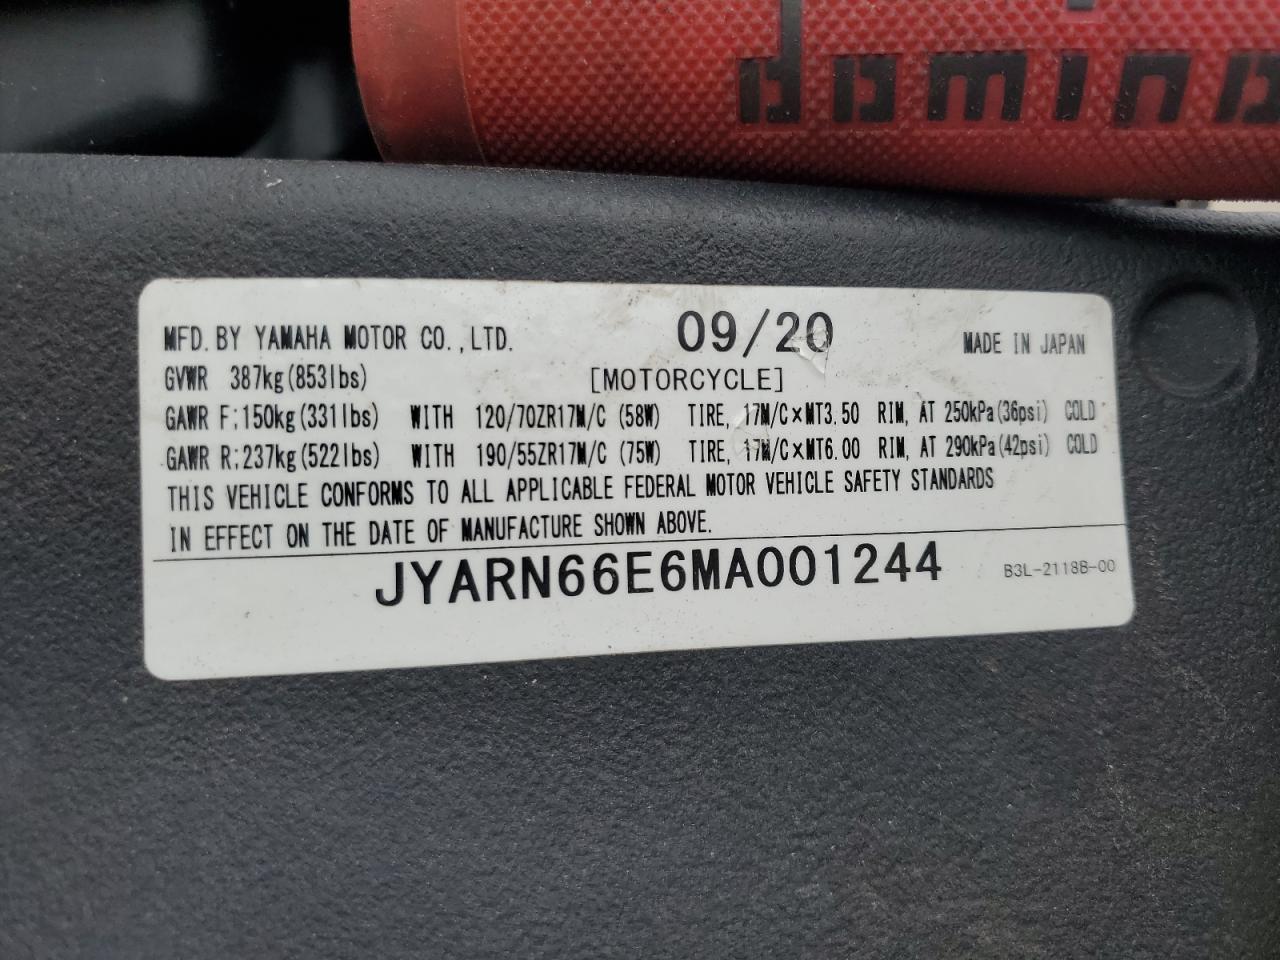 domino
MFD. BY YAMAHA MOTOR CO., LTD. 09/20 MADE IN JAPAN
GVWR 387kg(853lbs) [MOTORCYCLE]
GAWR F:150kg(331lbs) WITH 120/70ZR17M/C (58W) TIRE, 17M/C×MT3.50 RIM, AT 250kPa(36psi) COLD
GAWR R:237kg(522lbs) WITH 190/55ZR17M/C (75W) TIRE, 17M/C×MT6.00 RIM, AT 290kPa(42psi) COLD
THIS VEHICLE CONFORMS TO ALL APPLICABLE FEDERAL MOTOR VEHICLE SAFETY STANDARDS
IN EFFECT ON THE DATE OF MANUFACTURE SHOWN ABOVE.
JYARN66E6MA001244 B3L-2118B-00